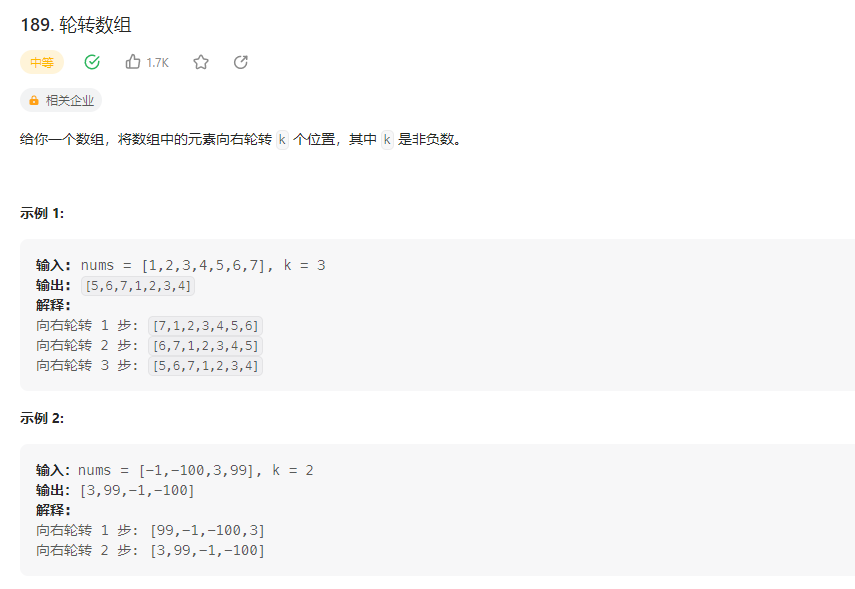 189. 轮转数组
中等 1.7K
相关企业
给你一个数组，将数组中的元素向右轮转 k 个位置，其中 k 是非负数。
示例 1:
输入: nums = [1,2,3,4,5,6,7], k = 3
输出: [5,6,7,1,2,3,4]
解释:
向右轮转 1 步: [7,1,2,3,4,5,6]
向右轮转 2 步: [6,7,1,2,3,4,5]
向右轮转 3 步: [5,6,7,1,2,3,4]
示例 2:
输入：nums = [-1,-100,3,99], k = 2
输出：[3,99,-1,-100]
解释:
向右轮转 1 步: [99,-1,-100,3]
向右轮转 2 步: [3,99,-1,-100]